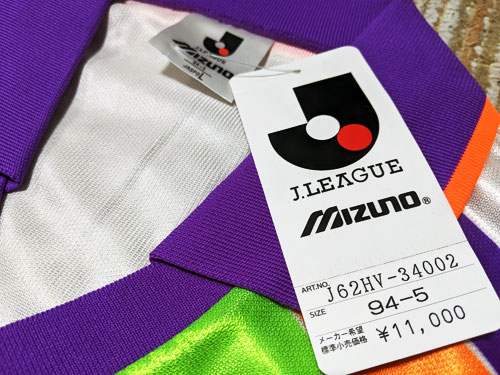 J.LEAGUE
MIZUNO®
ART.NO. J62HV-34002
SIZE 94-5
メーカー希望
標準小売価格 ¥11,000